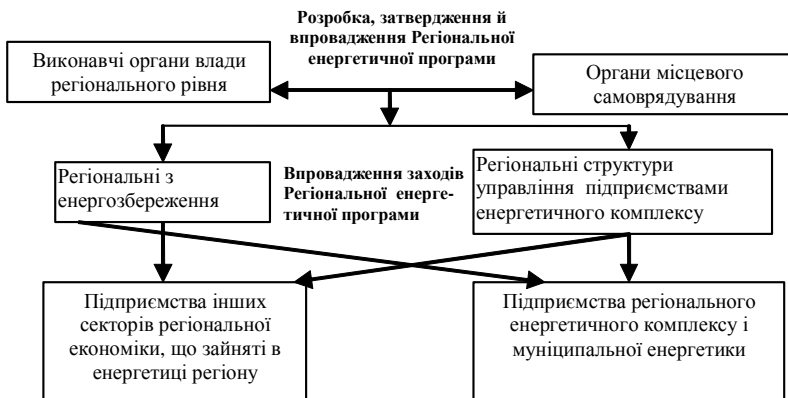 Розробка, затвердження й
впровадження Регіональної
енергетичної програми
Виконавчі органи влади
регіонального рівня
Органи місцевого
самоврядування
Регіональні з
енергозбереження
Впровадження заходів
Регіональної енерге-
тичної програми
Регіональні структури
управління підприємствами
енергетичного комплексу
Підприємства інших
секторів регіональної
економіки, що зайняті в
енергетиці регіону
Підприємства регіонального
енергетичного комплексу і
муніципальної енергетики